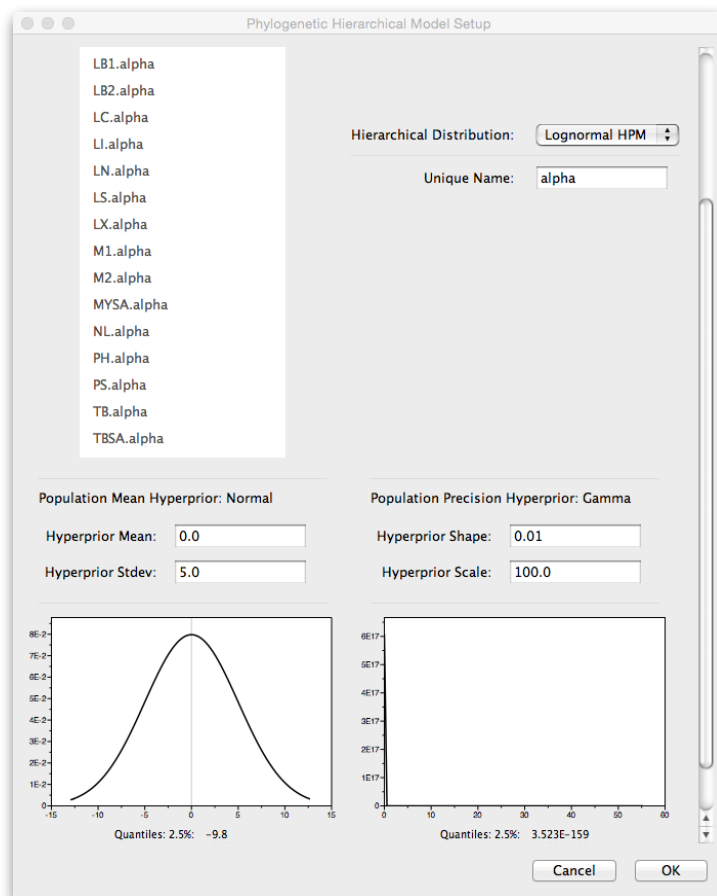 Phylogenetic Hierarchical Model Setup
LB1.alpha
LB2.alpha
LC.alpha
LI.alpha
LN.alpha
LS.alpha
LX.alpha
M1.alpha
M2.alpha
MYSA.alpha
NL.alpha
PH.alpha
PS.alpha
TB.alpha
TBSA.alpha
Hierarchical Distribution: Lognormal HPM
Unique Name: alpha
Population Mean Hyperprior: Normal
Hyperprior Mean: 0.0
Hyperprior Stdev: 5.0
Population Precision Hyperprior: Gamma
Hyperprior Shape: 0.01
Hyperprior Scale: 100.0
8E-2
7E-2
6E-2
5E-2
4E-2
3E-2
2E-2
1E-2
0
-15 -10 -5 0 5 10 15
Quantiles: 2.5%: -9.8
6E17
5E17
4E17
3E17
2E17
1E17
0
0 10 20 30 40 50 60
Quantiles: 2.5%: 3.523E-159
Cancel OK